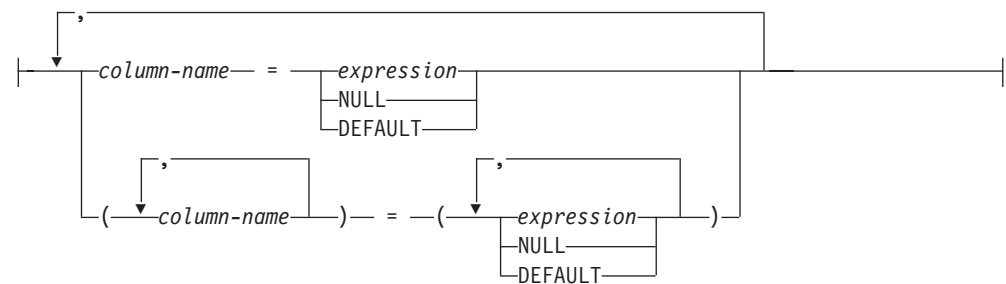 ,
column-name = expression
NULL
DEFAULT
, ,
( column-name ) = ( expression )
NULL
DEFAULT